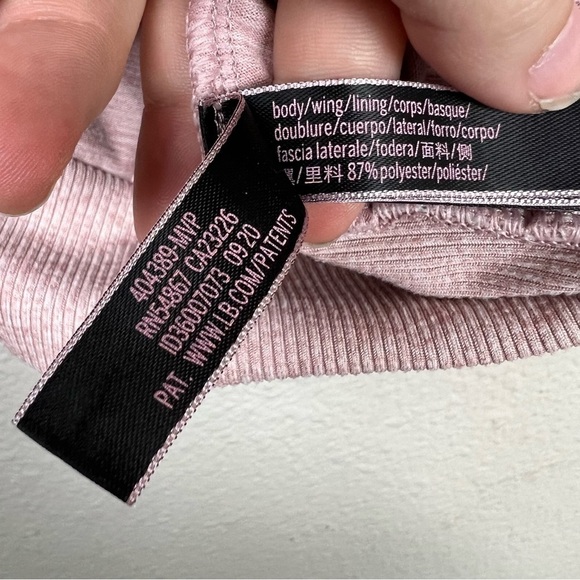 body/wing/lining/corps/basque/
doublure/cuerpo/lateral/forro/corpo/
fascia laterale/fodera/面料/侧
/里料 87% polyester/poliéster/
404389-MVP
RN54867 CA23226
ID36007073 0920
PAT. WWW.LB.COM/PATENTS